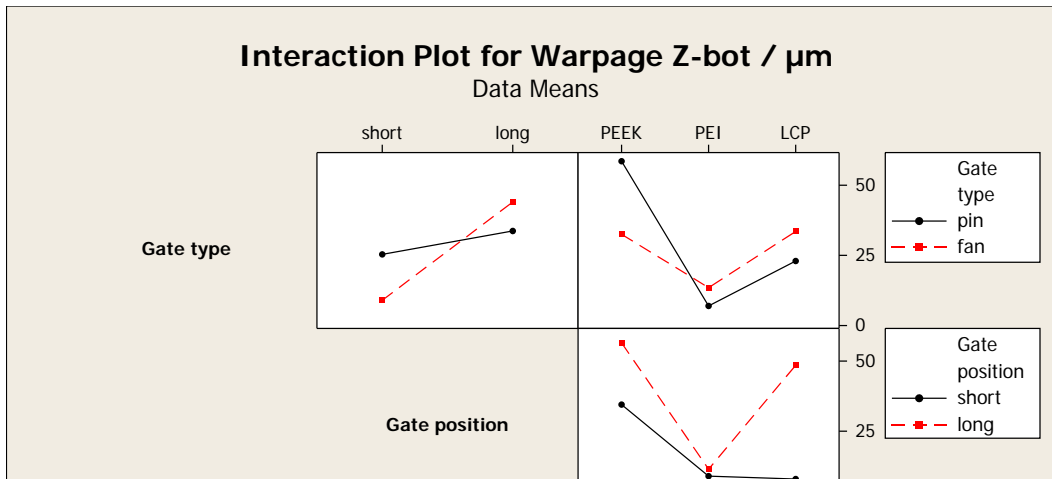 Interaction Plot for Warpage Z-bot / µm
Data Means
short long PEEK PEI LCP
Gate type
50
25
0
Gate
type
pin
fan
Gate position
50
25
Gate
position
short
long